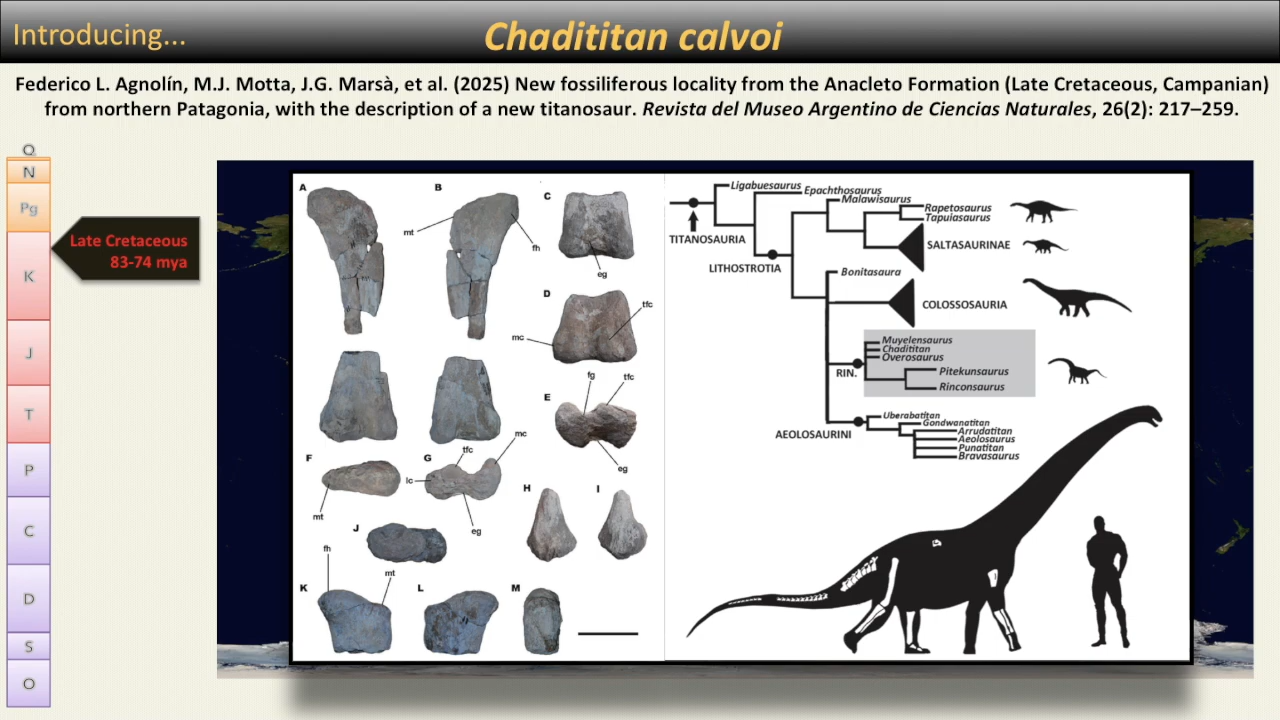 Introducing...
Chadititan calvoi
Federico L. Agnolín, M.J. Motta, J.G. Marsà, et al. (2025) New fossiliferous locality from the Anacleto Formation (Late Cretaceous, Campanian)
from northern Patagonia, with the description of a new titanosaur. Revista del Museo Argentino de Ciencias Naturales, 26(2): 217–259.
Q
N
Pg
K
J
T
P
C
D
S
O
Late Cretaceous
83-74 mya
A
B
mt
fh
C
eg
D
tfc
mc
E
fg
tfc
eg
F
mt
G
tfc
mc
lc
eg
H
I
J
K
fh
mt
L
M
TITANOSAURIA
Ligabuesaurus
Epachthosaurus
Malawisaurus
Rapetosaurus
Tapuiasaurus
SALTASAURINAE
LITHOSTROTIA
Bonitasaura
COLOSSOSAURIA
Muyelensaurus
Chadititan
Overosaurus
RIN.
Pitekunsaurus
Rinconsaurus
AEOLOSAURINI
Uberabatitan
Gondwanatitan
Arrudatitan
Aeolosaurus
Punatitan
Bravasaurus